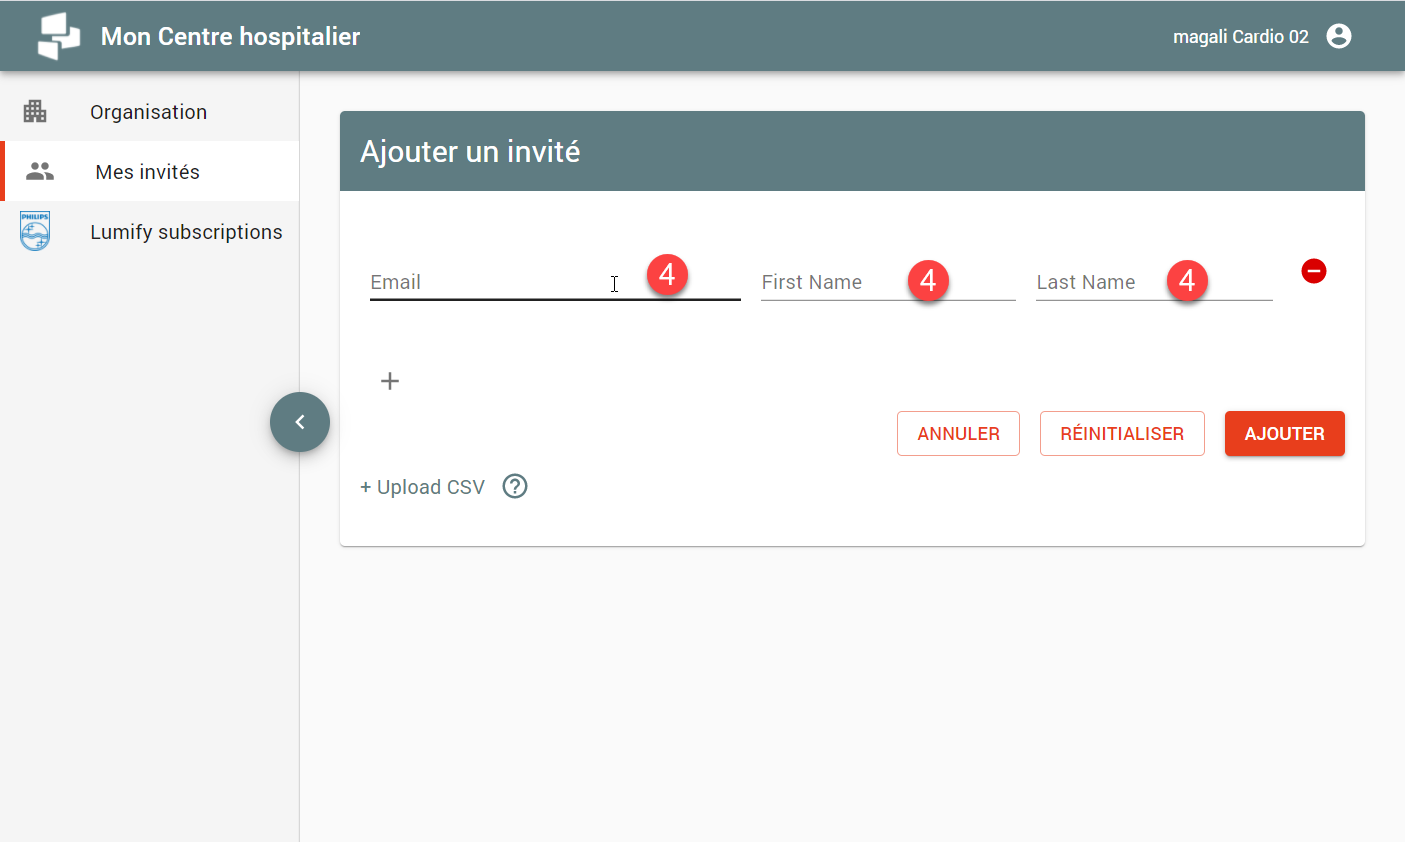 Mon Centre hospitalier
magali Cardio 02
Organisation
Mes invités
PHILIPS
Lumify subscriptions
Ajouter un invité
Email 4
First Name 4
Last Name 4
+
ANNULER
RÉINITIALISER
AJOUTER
+ Upload CSV ?